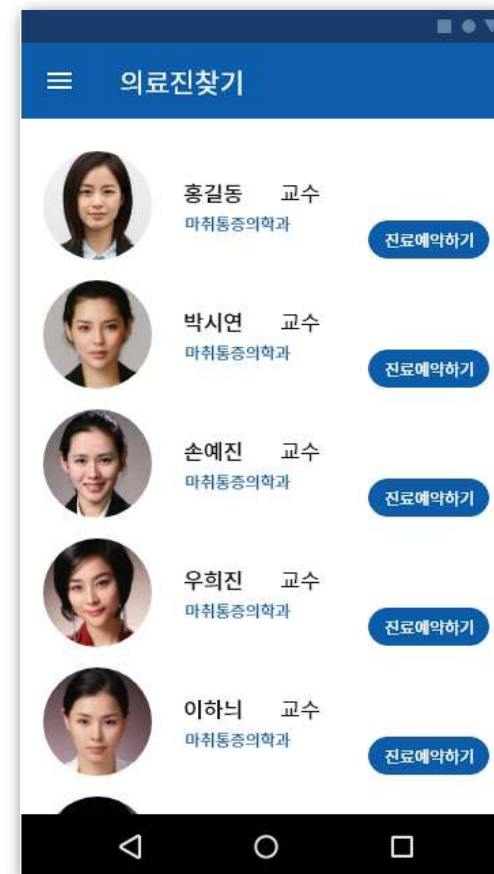 의료진찾기
홍길동 교수
마취통증의학과
진료예약하기
박시연 교수
마취통증의학과
진료예약하기
손예진 교수
마취통증의학과
진료예약하기
우희진 교수
마취통증의학과
진료예약하기
이하늬 교수
마취통증의학과
진료예약하기